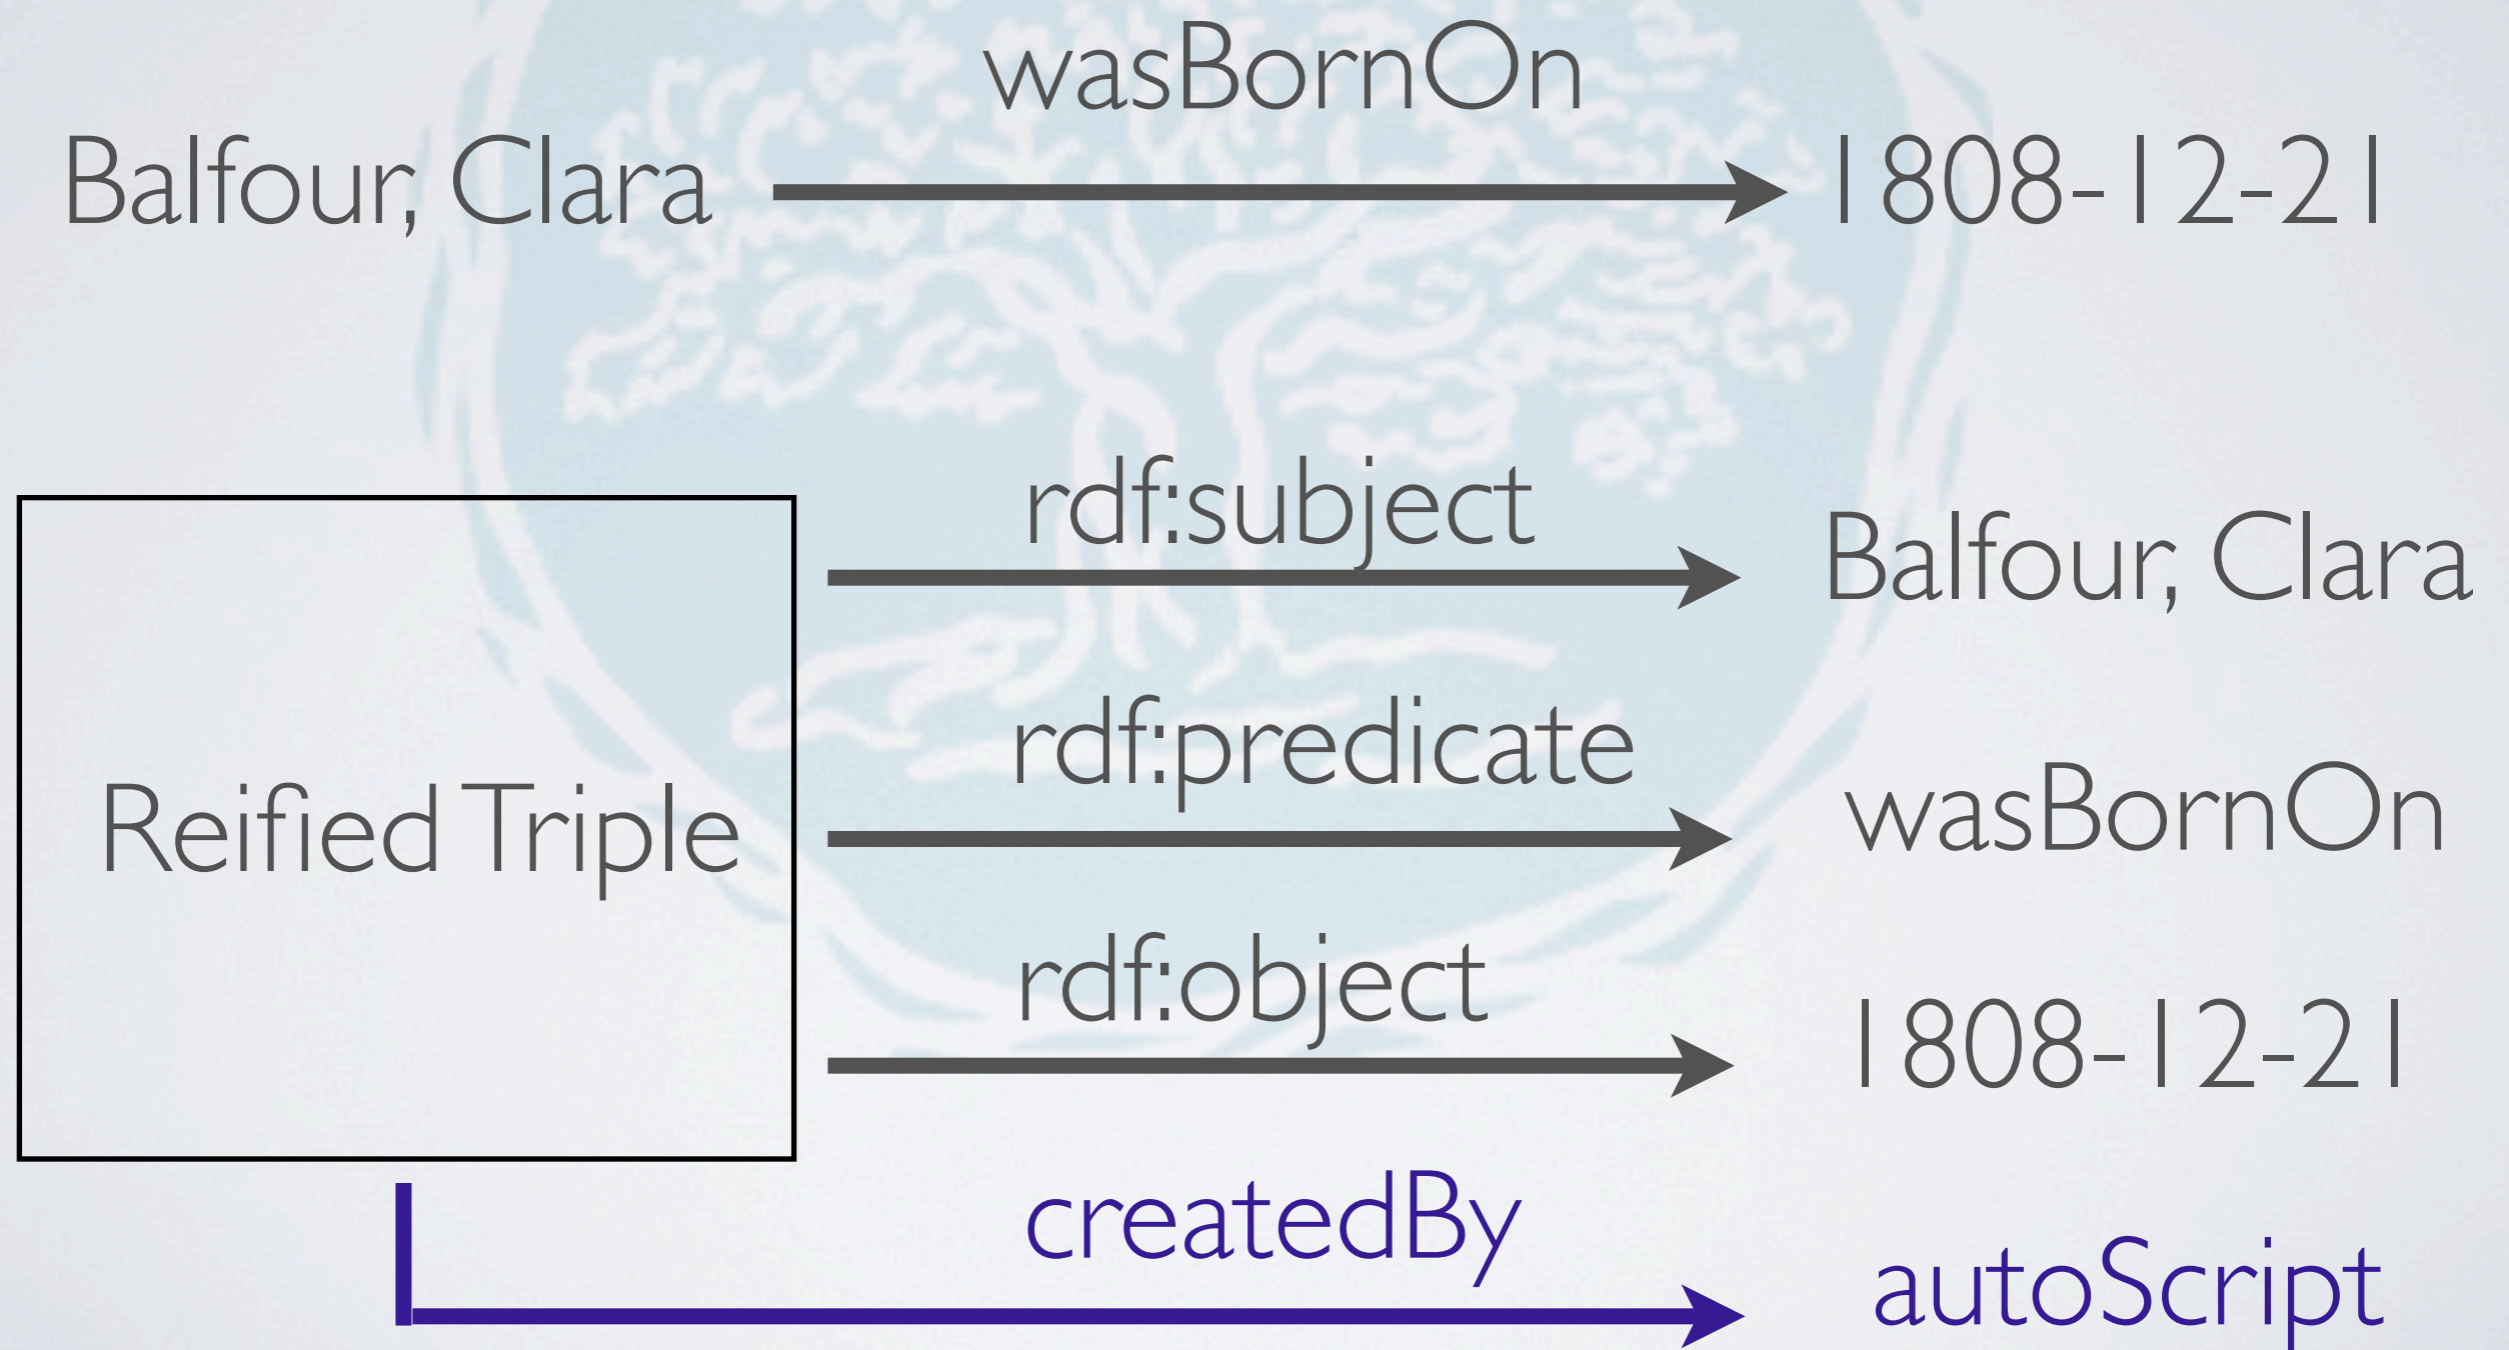 wasBornOn
Balfour, Clara
1808-12-21
rdf:subject
Balfour, Clara
rdf:predicate
Reified Triple
wasBornOn
rdf:object
1808-12-21
createdBy
autoScript